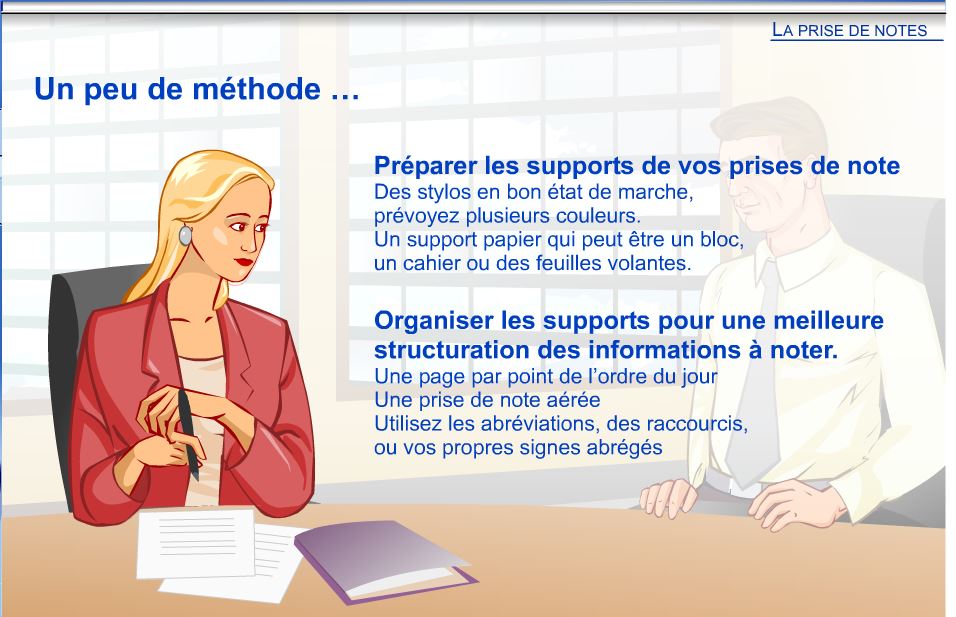 LA PRISE DE NOTES
Un peu de méthode …
Préparer les supports de vos prises de note
Des stylos en bon état de marche,
prévoyez plusieurs couleurs.
Un support papier qui peut être un bloc,
un cahier ou des feuilles volantes.
Organiser les supports pour une meilleure
structuration des informations à noter.
Une page par point de l’ordre du jour
Une prise de note aérée
Utilisez les abréviations, des raccourcis,
ou vos propres signes abrégés